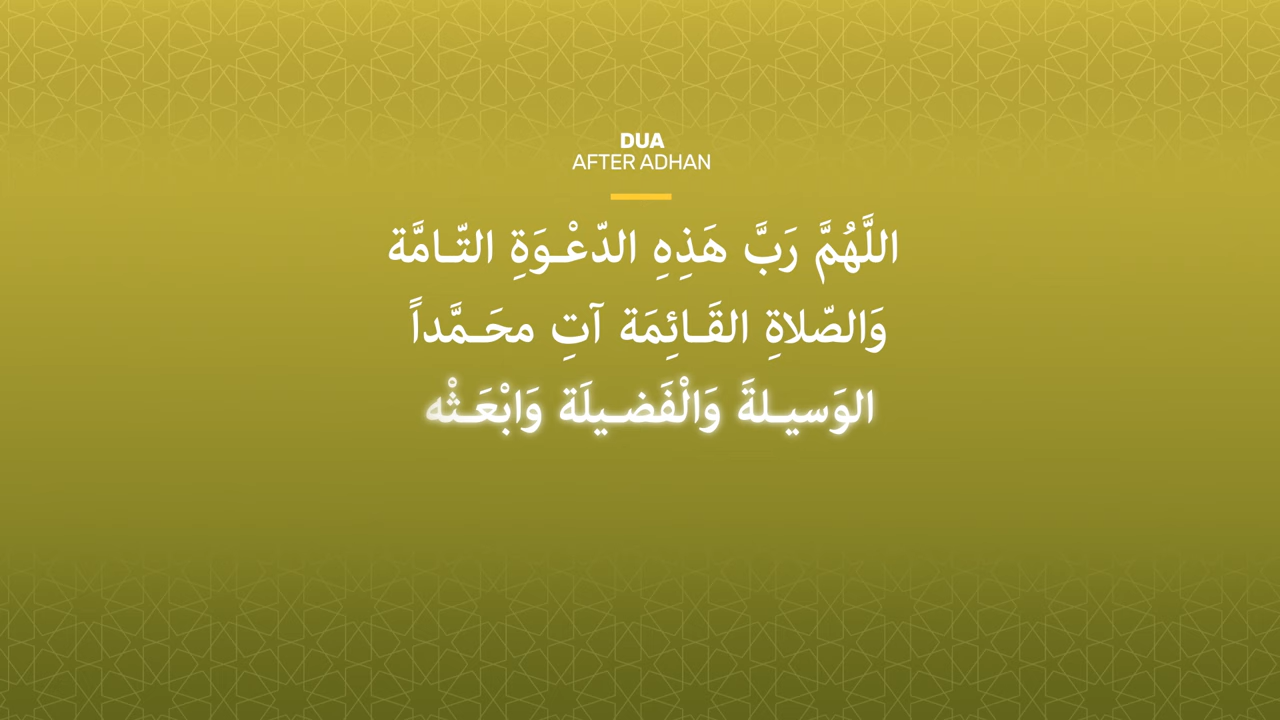 DUA
AFTER ADHAN
اللَّهُمَّ رَبَّ هَذِهِ الدّعْـوَةِ التّـامَّة
وَالصّلاةِ القَـائِمَة آتِ محَـمَّداً
الوَسيـلةَ وَالْفَضـيلَة وَابْعَـثْه